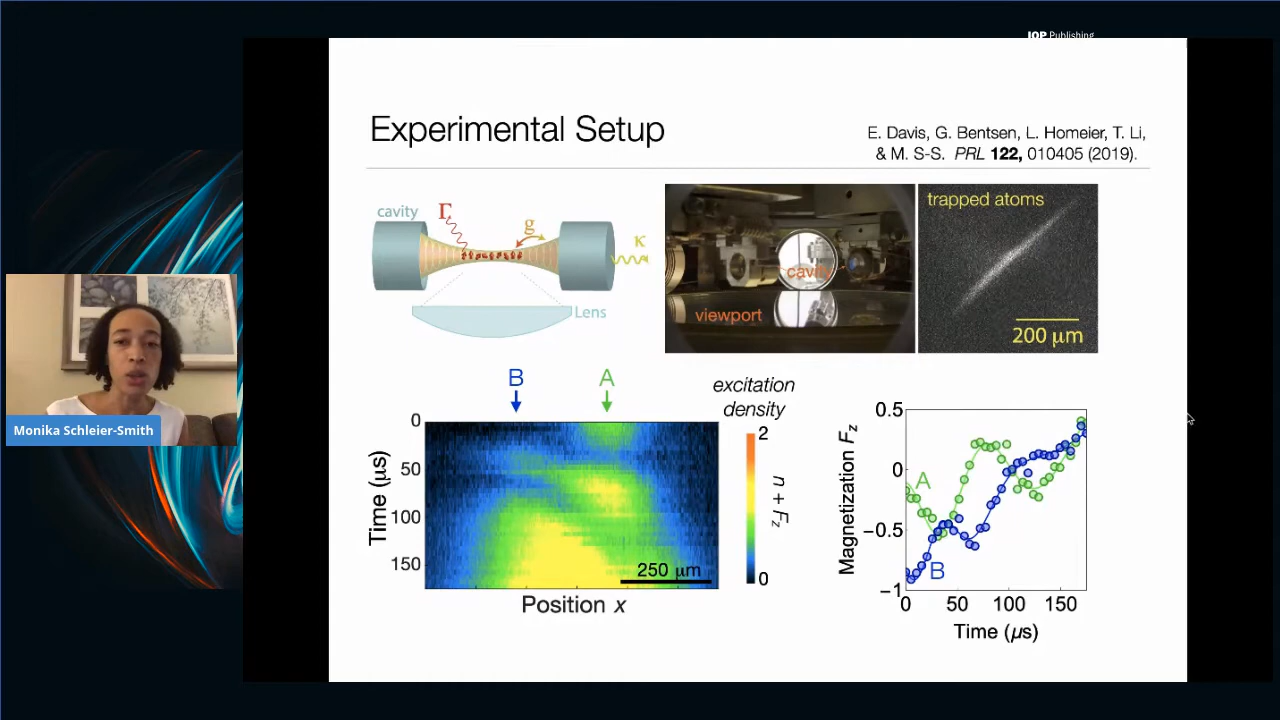 IOP Publishing
Experimental Setup
E. Davis, G. Bentsen, L. Homeier, T. Li,
& M. S-S. PRL 122, 010405 (2019).
cavity
Γ
g
κ
Lens
cavity
viewport
trapped atoms
200 μm
B
A
excitation
density
0
50
100
150
Time (μs)
250 μm
Position x
2
0
n + Fz
0.5
0
−0.5
−1
Magnetization Fz
A
B
0
50
100
150
Time (μs)
Monika Schleier-Smith